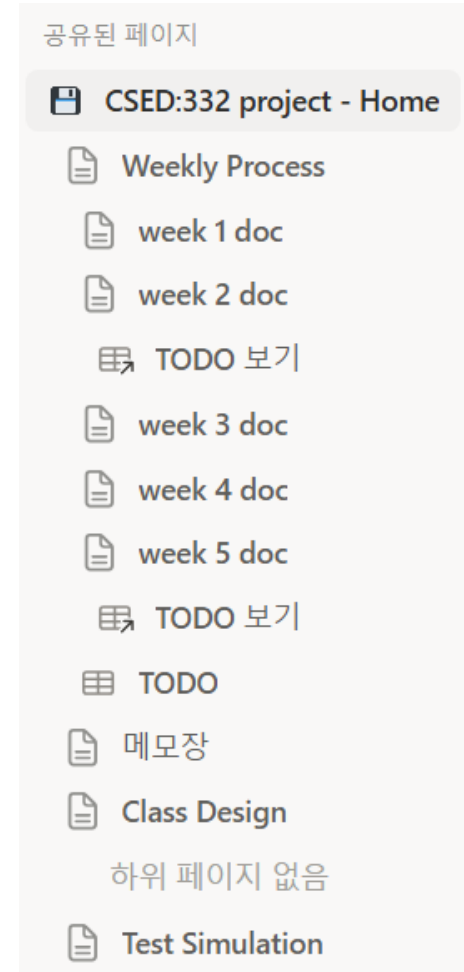 공유된 페이지
CSED:332 project - Home
Weekly Process
week 1 doc
week 2 doc
TODO 보기
week 3 doc
week 4 doc
week 5 doc
TODO 보기
TODO
메모장
Class Design
하위 페이지 없음
Test Simulation